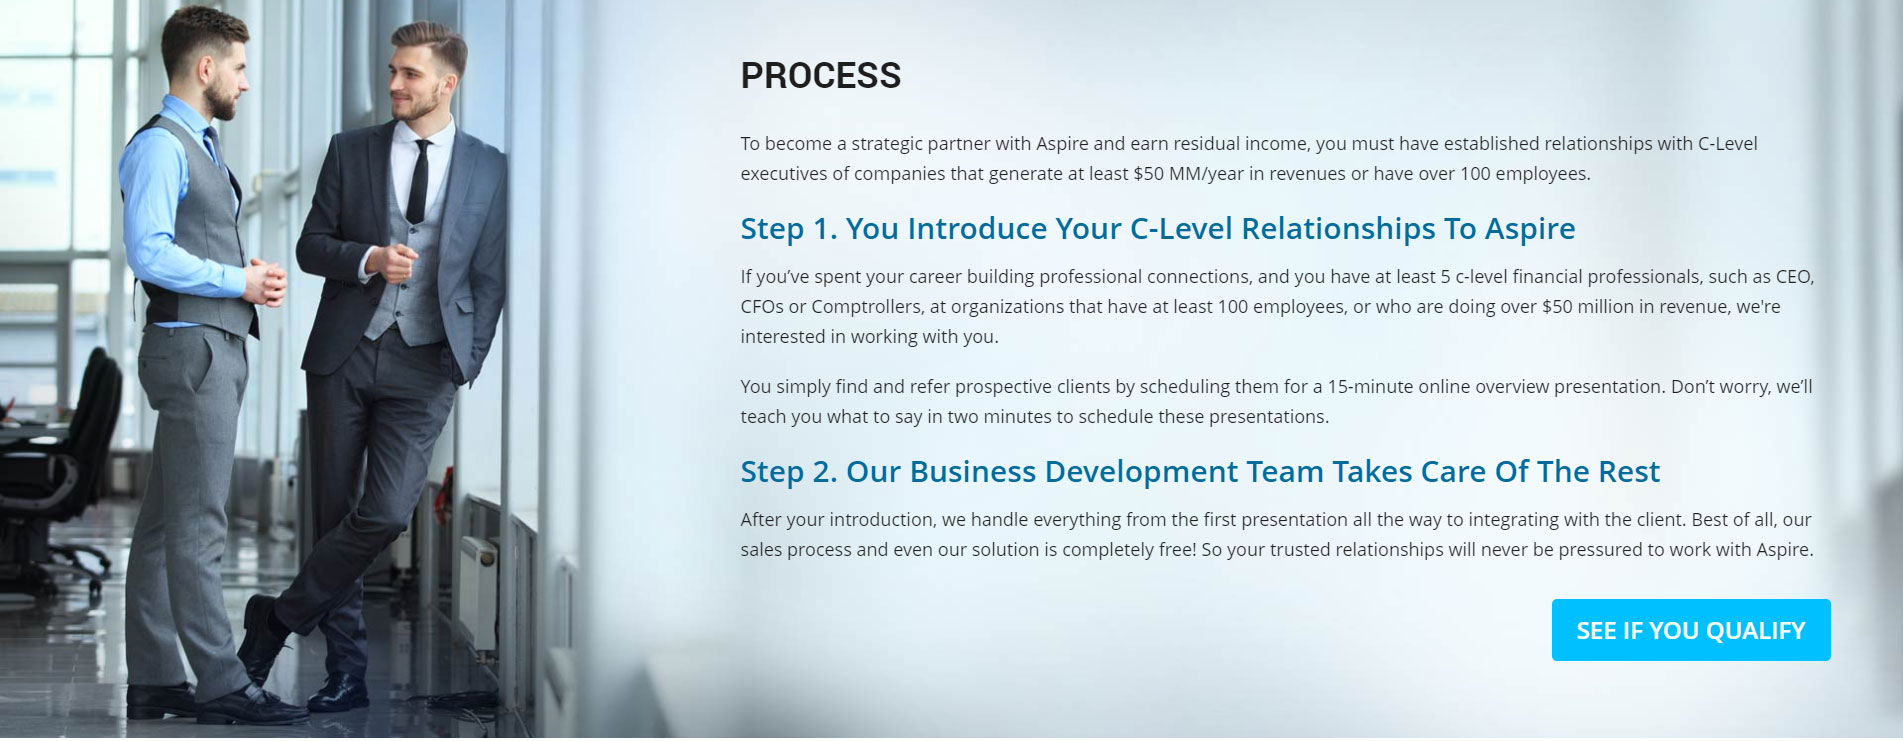 PROCESS
To become a strategic partner with Aspire and earn residual income, you must have established relationships with C-Level
executives of companies that generate at least $50 MM/year in revenues or have over 100 employees.
Step 1. You Introduce Your C-Level Relationships To Aspire
If you’ve spent your career building professional connections, and you have at least 5 c-level financial professionals, such as CEO,
CFOs or Comptrollers, at organizations that have at least 100 employees, or who are doing over $50 million in revenue, we're
interested in working with you.
You simply find and refer prospective clients by scheduling them for a 15-minute online overview presentation. Don’t worry, we’ll
teach you what to say in two minutes to schedule these presentations.
Step 2. Our Business Development Team Takes Care Of The Rest
After your introduction, we handle everything from the first presentation all the way to integrating with the client. Best of all, our
sales process and even our solution is completely free! So your trusted relationships will never be pressured to work with Aspire.
SEE IF YOU QUALIFY